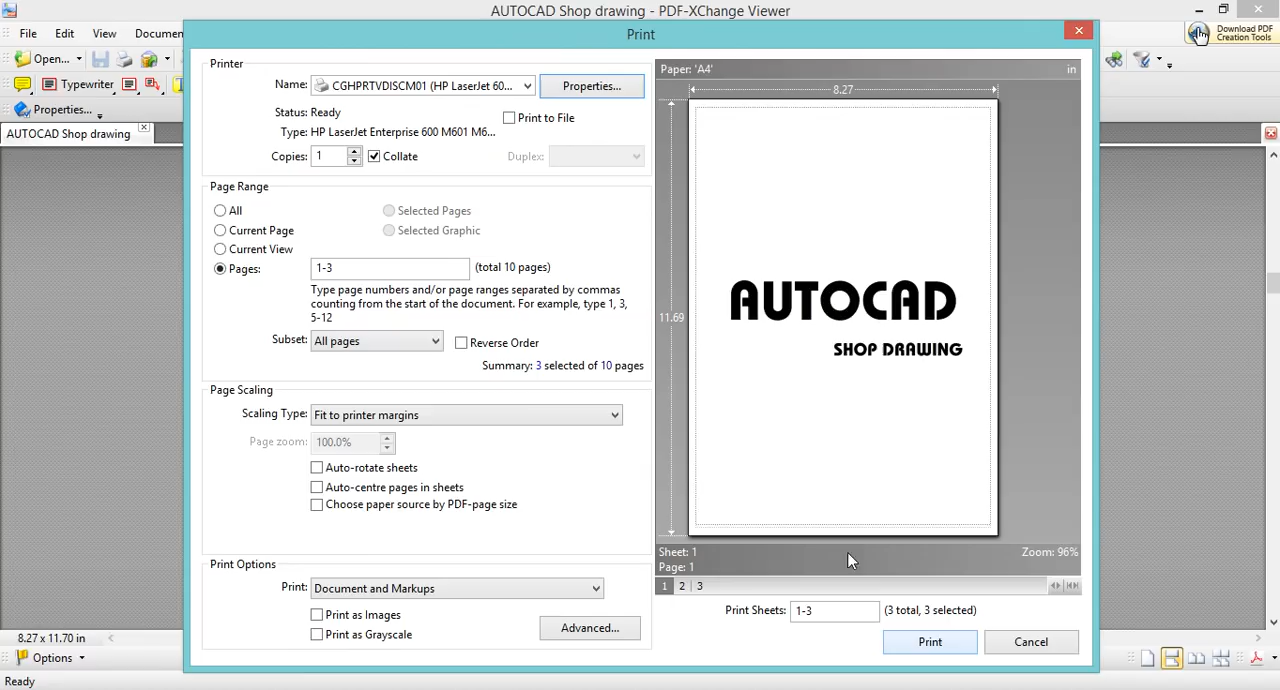 AUTOCAD Shop drawing - PDF-XChange Viewer
File Edit View Documen
Download PDF
Creation Tools
Open...
Typewriter
Properties...
AUTOCAD Shop drawing
Print
Printer
Name: CGHPRTVDISCM01 (HP LaserJet 60... Properties...
Status: Ready
Print to File
Type: HP LaserJet Enterprise 600 M601 M6...
Copies: 1 Collate Duplex:
Page Range
All Selected Pages
Current Page Selected Graphic
Current View
Pages: 1-3 (total 10 pages)
Type page numbers and/or page ranges separated by commas
counting from the start of the document. For example, type 1, 3,
5-12
Subset: All pages Reverse Order
Summary: 3 selected of 10 pages
Page Scaling
Scaling Type: Fit to printer margins
Page zoom: 100.0%
Auto-rotate sheets
Auto-centre pages in sheets
Choose paper source by PDF-page size
Print Options
Print: Document and Markups
Print as Images
Print as Grayscale
Advanced...
Paper: 'A4' in
8.27
11.69
AUTOCAD
SHOP DRAWING
Sheet: 1 Zoom: 96%
Page: 1
1 2 3
Print Sheets: 1-3 (3 total, 3 selected)
Print Cancel
8.27 x 11.70 in
Options
Ready